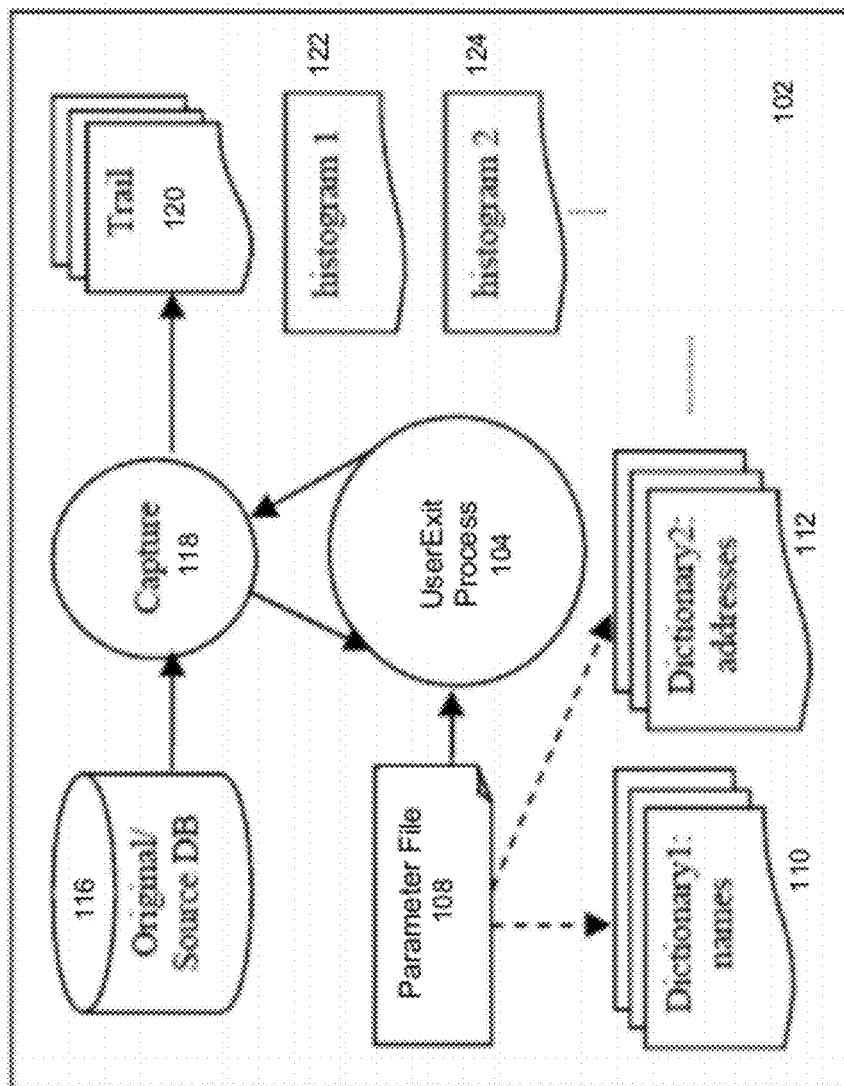 116
Original/
Source DB
Capture
118
Trail
120
Parameter File
108
UserExit
Process
104
histogram 1
122
histogram 2
124
Dictionary1:
names
110
Dictionary2:
addresses
112
102